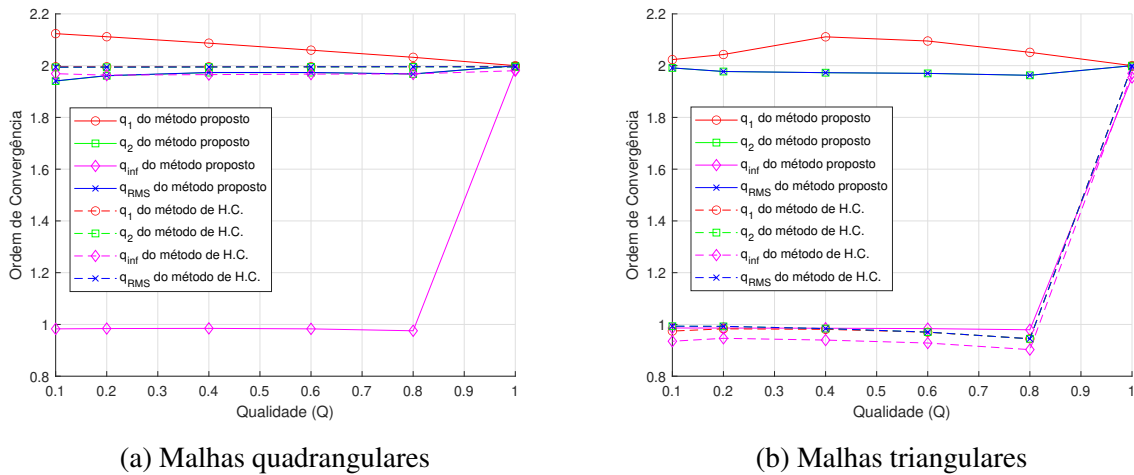 2.2
2
1.8
1.6
1.4
1.2
1
0.8
Ordem de Convergência
q1 do método proposto
q2 do método proposto
qinf do método proposto
qRMS do método proposto
q1 do método de H.C.
q2 do método de H.C.
qinf do método de H.C.
qRMS do método de H.C.
0.1 0.2 0.3 0.4 0.5 0.6 0.7 0.8 0.9 1
Qualidade (Q)
(a) Malhas quadrangulares
2.2
2
1.8
1.6
1.4
1.2
1
0.8
Ordem de Convergência
q1 do método proposto
q2 do método proposto
qinf do método proposto
qRMS do método proposto
q1 do método de H.C.
q2 do método de H.C.
qinf do método de H.C.
qRMS do método de H.C.
0.1 0.2 0.3 0.4 0.5 0.6 0.7 0.8 0.9 1
Qualidade (Q)
(b) Malhas triangulares